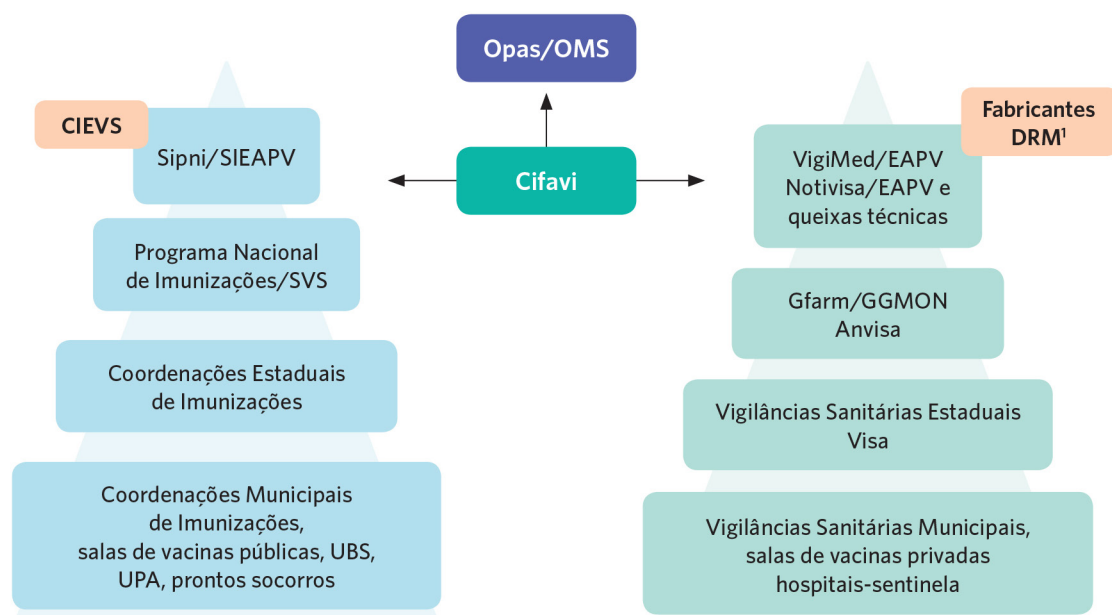 Opas/OMS
CIEVS
Sipni/SIEAPV
Cifavi
Fabricantes
DRM¹
VigiMed/EAPV
Notivisa/EAPV e
queixas técnicas
Programa Nacional
de Imunizações/SVS
Gfarm/GGMON
Anvisa
Coordenações Estaduais
de Imunizações
Vigilâncias Sanitárias Estaduais
Visa
Coordenações Municipais
de Imunizações,
salas de vacinas públicas, UBS,
UPA, prontos socorros
Vigilâncias Sanitárias Municipais,
salas de vacinas privadas
hospitais-sentinela